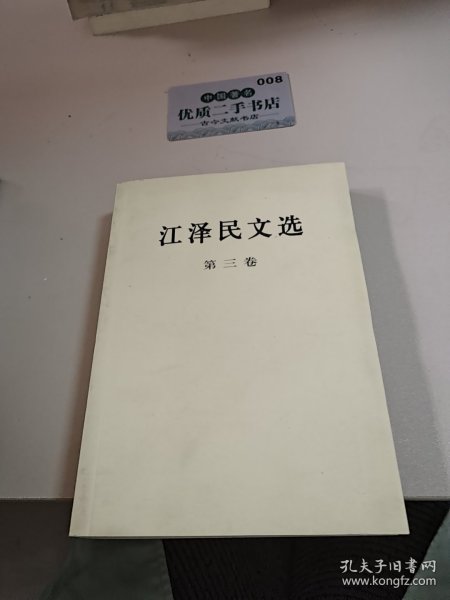 008
中国著名
优质二手书店
古今文献书店
江泽民文选
第三卷
孔夫子旧书网
www.kongfz.com